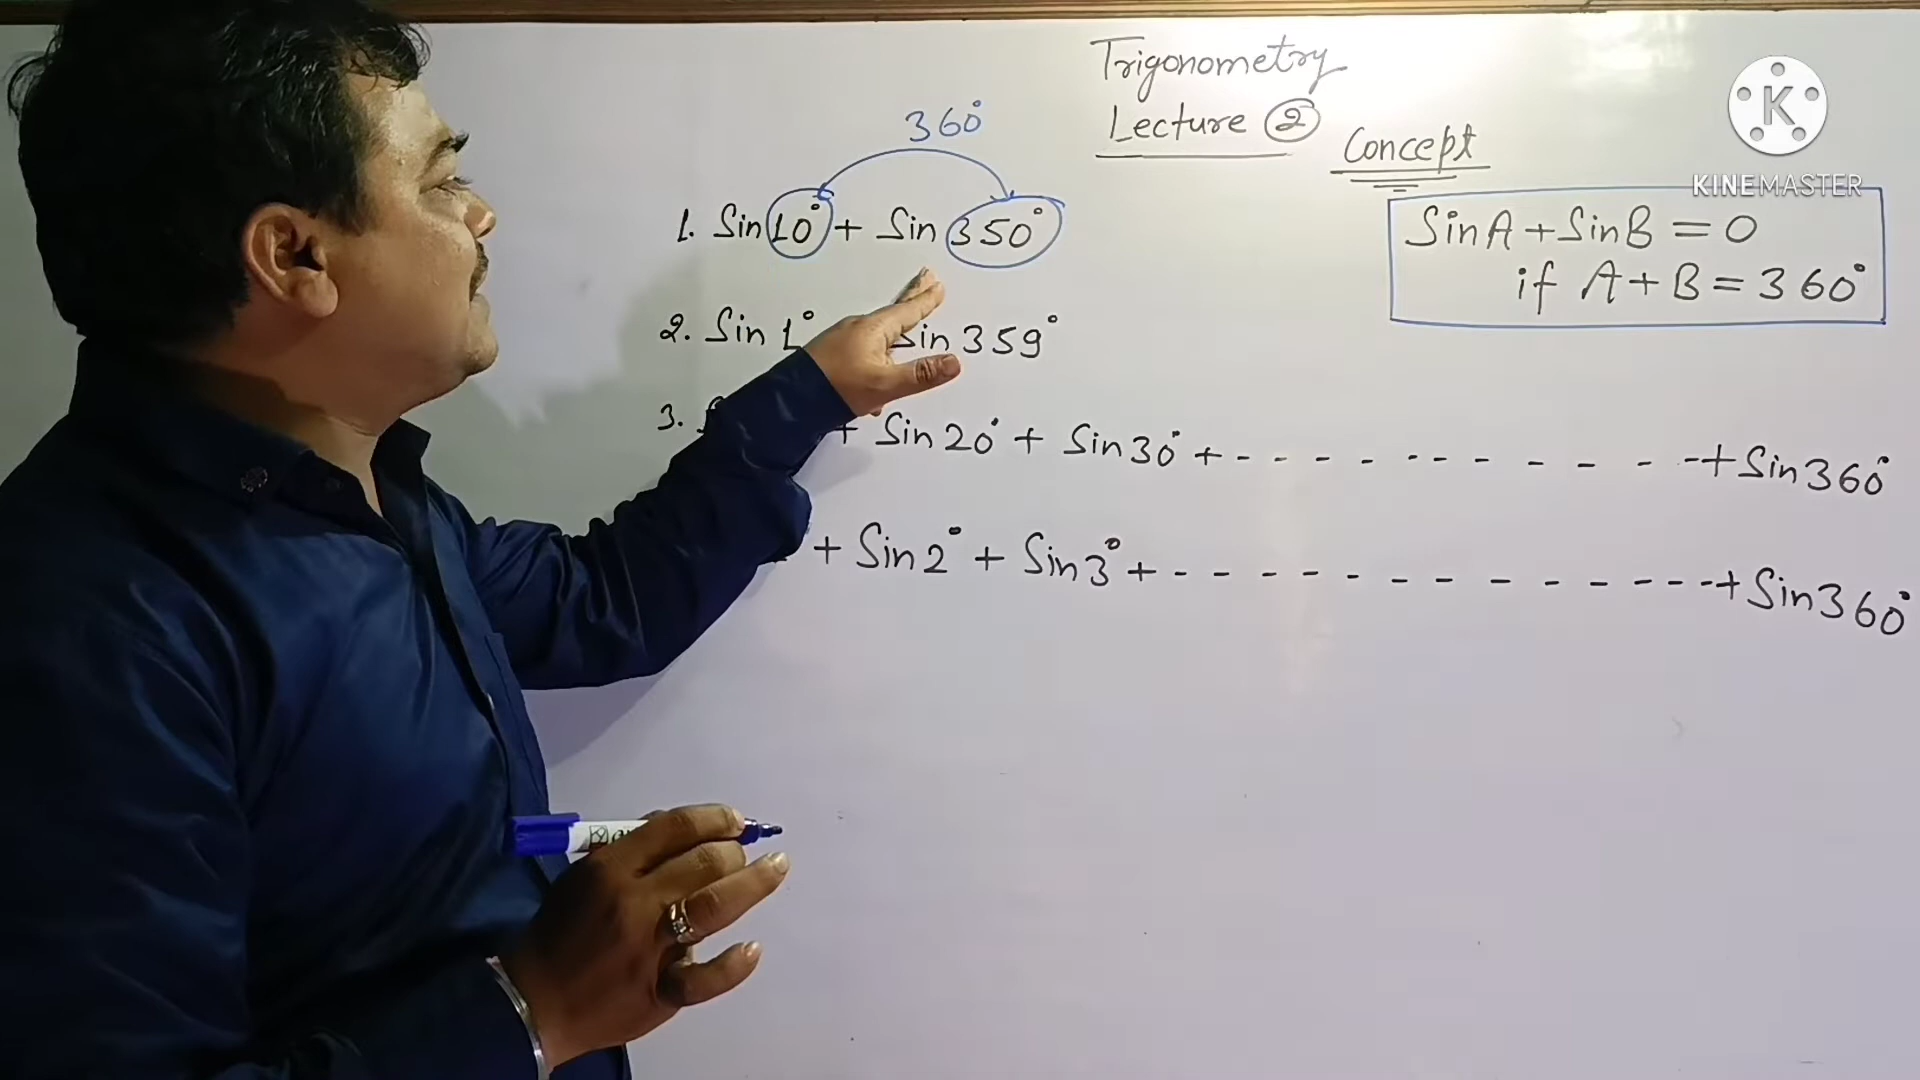 Trigonometry
Lecture 2
Concept
K
KINEMASTER
SinA + SinB = 0
if A + B = 360°
360°
1. Sin 10° + Sin 350°
2. Sin 1° Sin 359°
3. + Sin 20° + Sin 30° + - - - - - - - - - - - + Sin 360°
+ Sin 2° + Sin 3° + - - - - - - - - - - - - - + Sin 360°